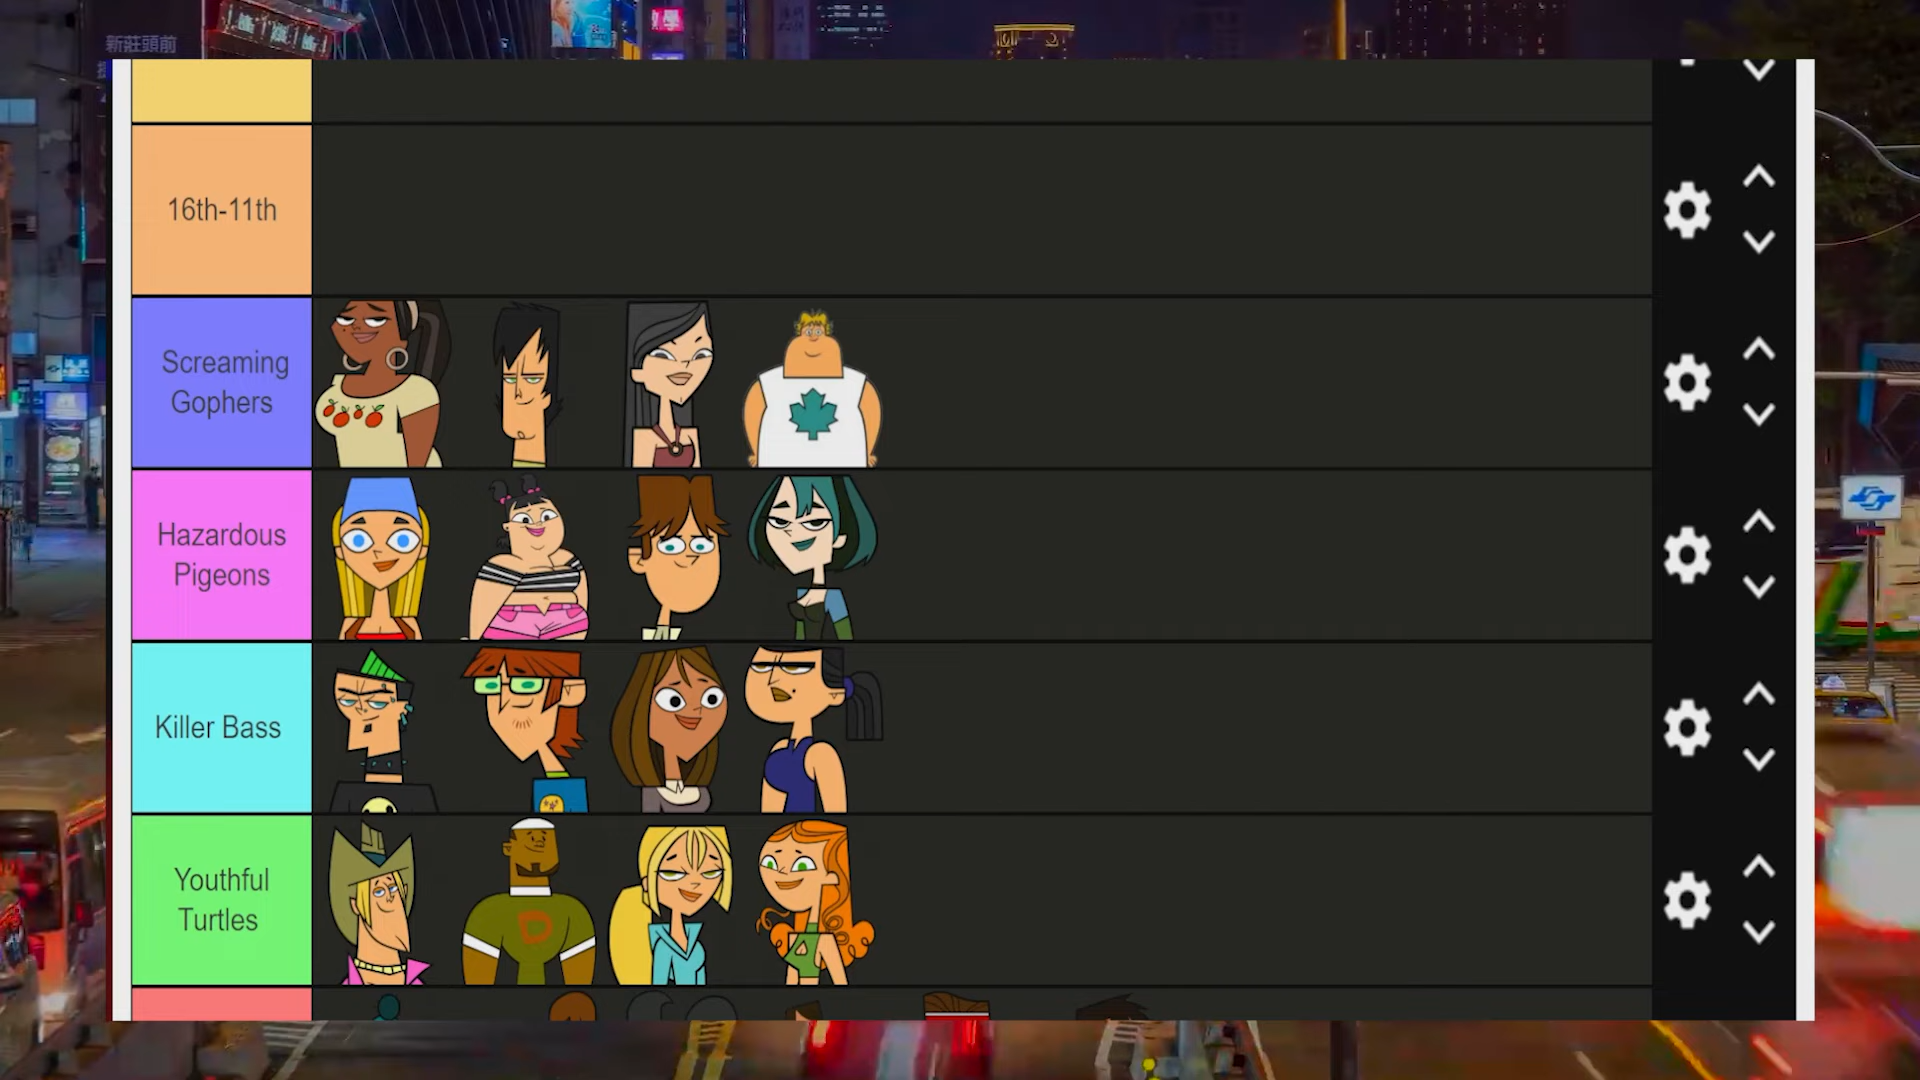 新莊頭前
16th-11th
Screaming
Gophers
Hazardous
Pigeons
Killer Bass
Youthful
Turtles
D